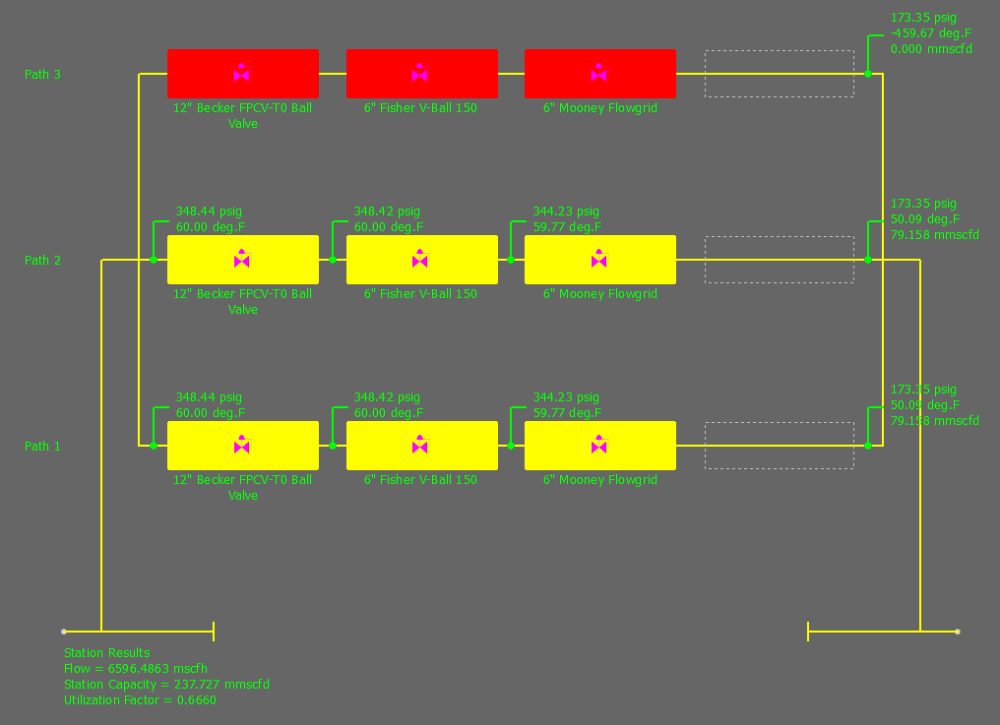 173.35 psig
-459.67 deg.F
0.000 mmscfd
Path 3
12" Becker FPCV-T0 Ball
Valve
6" Fisher V-Ball 150
6" Mooney Flowgrid
348.44 psig
60.00 deg.F
348.42 psig
60.00 deg.F
344.23 psig
59.77 deg.F
173.35 psig
50.09 deg.F
79.158 mmscfd
Path 2
12" Becker FPCV-T0 Ball
Valve
6" Fisher V-Ball 150
6" Mooney Flowgrid
348.44 psig
60.00 deg.F
348.42 psig
60.00 deg.F
344.23 psig
59.77 deg.F
173.35 psig
50.09 deg.F
79.158 mmscfd
Path 1
12" Becker FPCV-T0 Ball
Valve
6" Fisher V-Ball 150
6" Mooney Flowgrid
Station Results
Flow = 6596.4863 mscfh
Station Capacity = 237.727 mmscfd
Utilization Factor = 0.6660